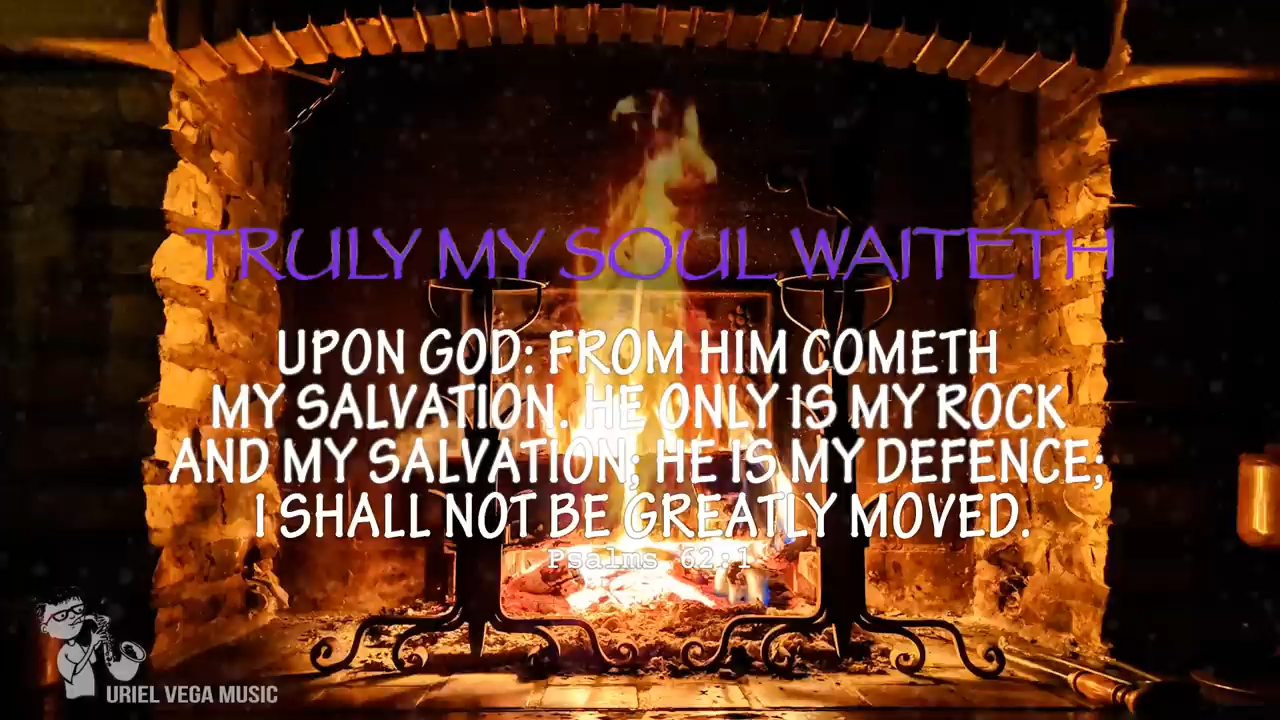 TRULY MY SOUL WAITETH
UPON GOD: FROM HIM COMETH
MY SALVATION. HE ONLY IS MY ROCK
AND MY SALVATION; HE IS MY DEFENCE;
I SHALL NOT BE GREATLY MOVED.
Psalms 62:1
URIEL VEGA MUSIC